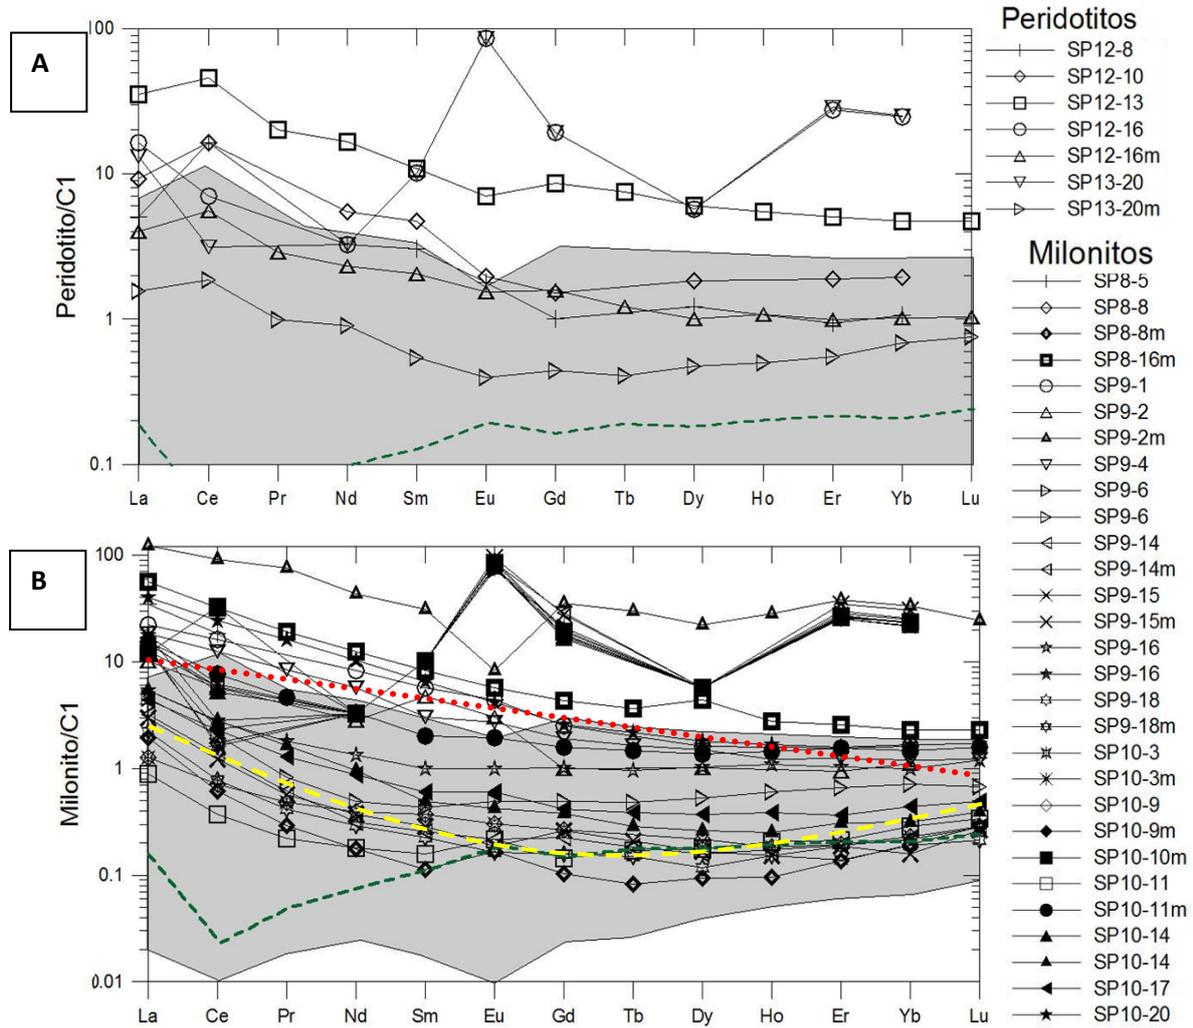 A
Peridotito/C1
100
10
1
0.1
La Ce Pr Nd Sm Eu Gd Tb Dy Ho Er Yb Lu
Peridotitos
SP12-8
SP12-10
SP12-13
SP12-16
SP12-16m
SP13-20
SP13-20m
B
Milonito/C1
100
10
1
0.1
0.01
La Ce Pr Nd Sm Eu Gd Tb Dy Ho Er Yb Lu
Milonitos
SP8-5
SP8-8
SP8-8m
SP8-16m
SP9-1
SP9-2
SP9-2m
SP9-4
SP9-6
SP9-6
SP9-14
SP9-14m
SP9-15
SP9-15m
SP9-16
SP9-16
SP9-18
SP9-18m
SP10-3
SP10-3m
SP10-9
SP10-9m
SP10-10m
SP10-11
SP10-11m
SP10-14
SP10-14
SP10-17
SP10-20